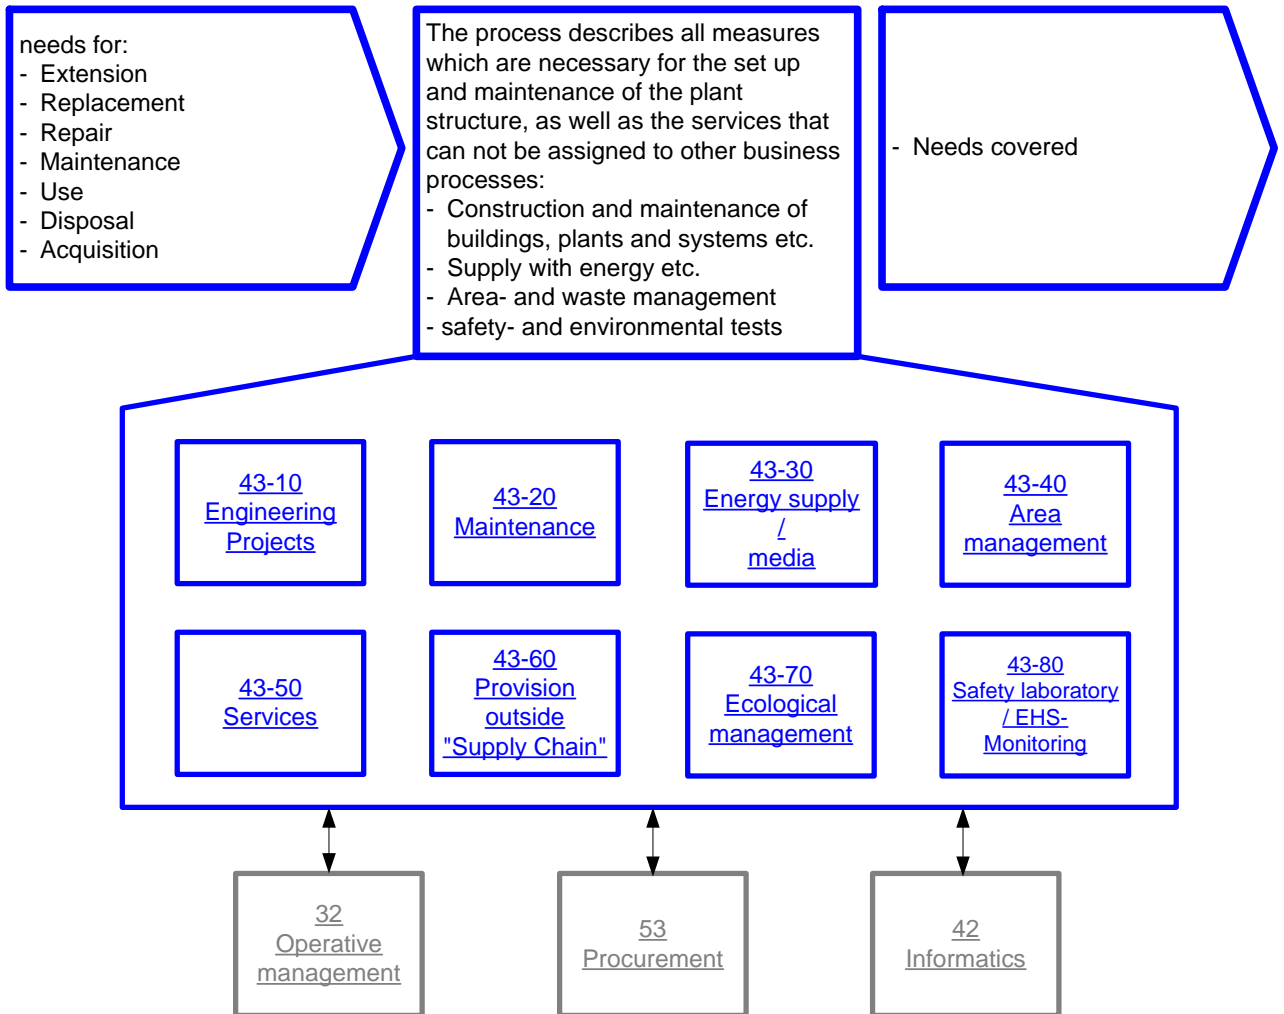 needs for:
- Extension
- Replacement
- Repair
- Maintenance
- Use
- Disposal
- Acquisition
The process describes all measures
which are necessary for the set up
and maintenance of the plant
structure, as well as the services that
can not be assigned to other business
processes:
- Construction and maintenance of
buildings, plants and systems etc.
- Supply with energy etc.
- Area- and waste management
- safety- and environmental tests
- Needs covered
43-10
Engineering
Projects
43-20
Maintenance
43-30
Energy supply
/
media
43-40
Area
management
43-50
Services
43-60
Provision
outside
"Supply Chain"
43-70
Ecological
management
43-80
Safety laboratory
/ EHS-
Monitoring
32
Operative
management
53
Procurement
42
Informatics